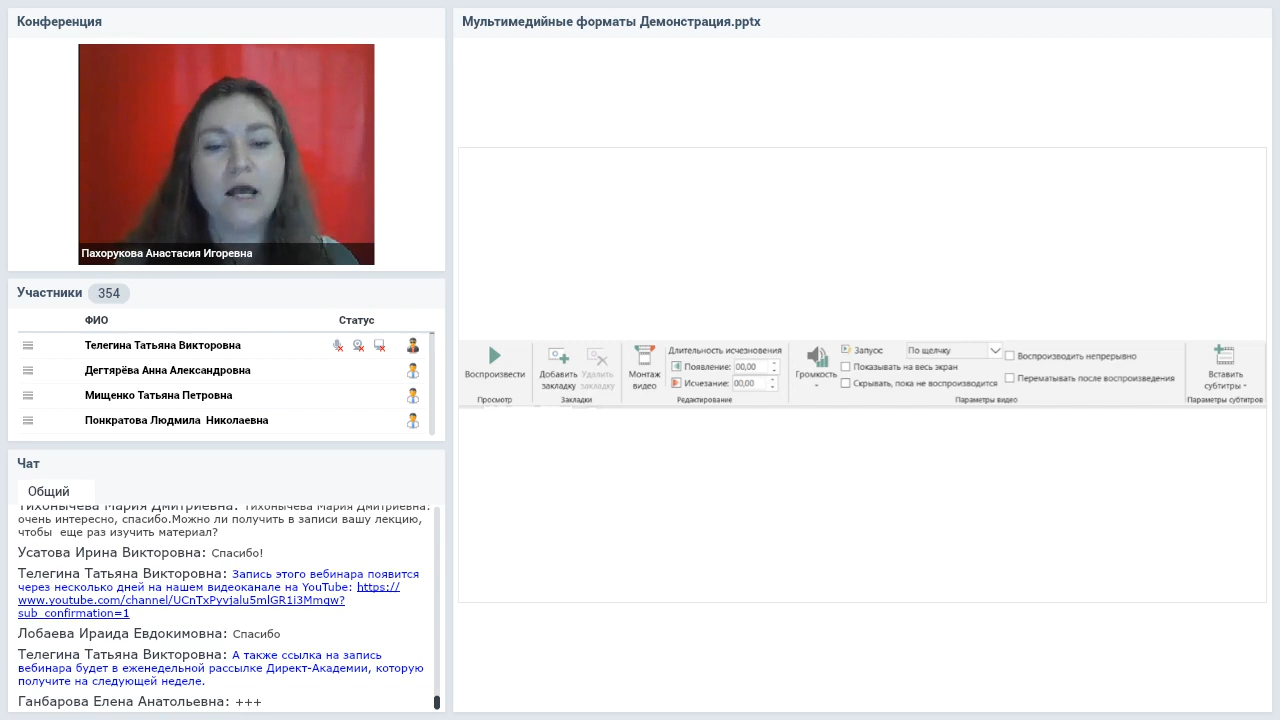 Конференция
Пахорукова Анастасия Игоревна
Участники 354
ФИО Статус
Телегина Татьяна Викторовна
Дегтярёва Анна Александровна
Мищенко Татьяна Петровна
Понкратова Людмила Николаевна
Чат
Общий
Тихонычева Мария Дмитриевна: Тихонычева Мария Дмитриевна:
очень интересно, спасибо.Можно ли получить в записи вашу лекцию,
чтобы еще раз изучить материал?
Усатова Ирина Викторовна: Спасибо!
Телегина Татьяна Викторовна: Запись этого вебинара появится
через несколько дней на нашем видеоканале на YouTube: https://
www.youtube.com/channel/UCnTxPyvjalu5mlGR1i3Mmqw?
sub_confirmation=1
Лобаева Ираида Евдокимовна: Спасибо
Телегина Татьяна Викторовна: А также ссылка на запись
вебинара будет в еженедельной рассылке Директ-Академии, которую
получите на следующей неделе.
Ганбарова Елена Анатольевна: +++
Мультимедийные форматы Демонстрация.pptx
Воспроизвести
Просмотр
Добавить закладку
Удалить закладку
Закладки
Монтаж видео
Длительность исчезновения
Появление: 00,00
Исчезание: 00,00
Редактирование
Громкость
Запуск: По щелчку
Показывать на весь экран
Скрывать, пока не воспроизводится
Воспроизводить непрерывно
Перематывать после воспроизведения
Параметры видео
Вставить субтитры
Параметры субтитров